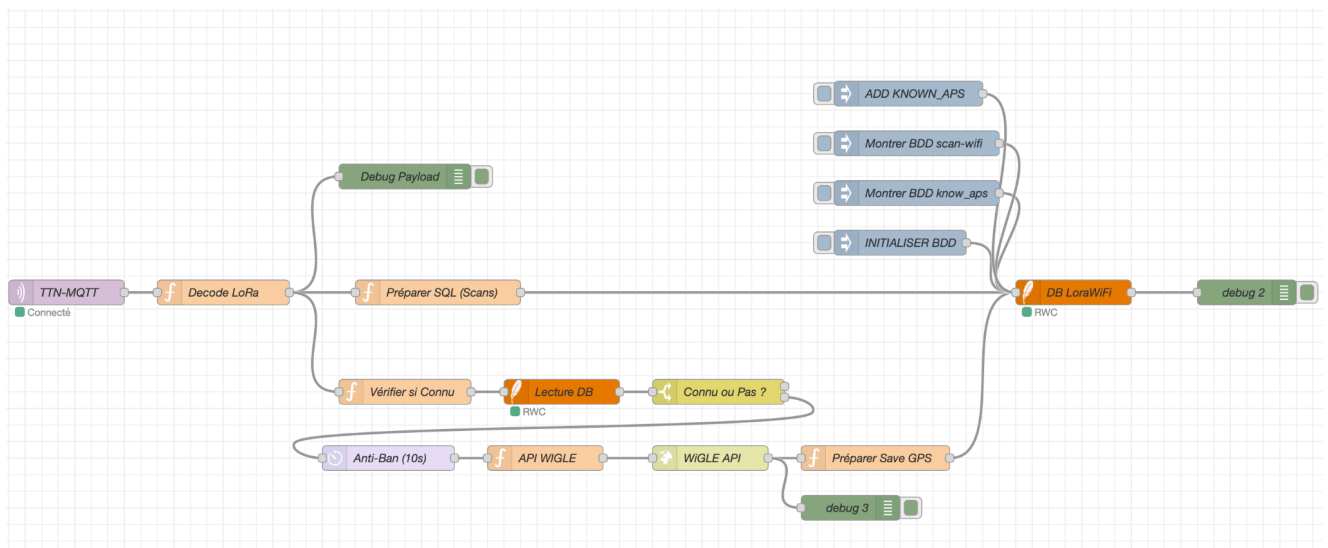 ADD KNOWN_APS
Montrer BDD scan-wifi
Debug Payload
Montrer BDD know_aps
INITIALISER BDD
TTN-MQTT
Decode LoRa
Préparer SQL (Scans)
DB LoraWiFi
debug 2
Connecté
RWC
Vérifier si Connu
Lecture DB
Connu ou Pas ?
RWC
Anti-Ban (10s)
API WIGLE
WiGLE API
Préparer Save GPS
debug 3